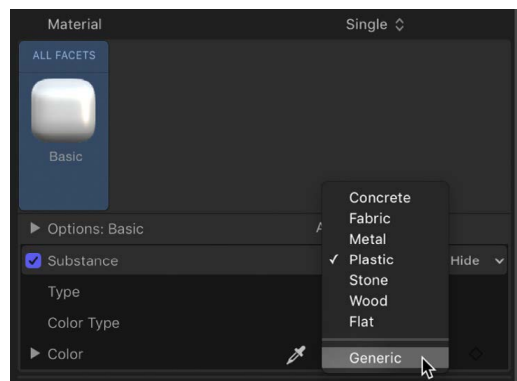 Material Single
ALL FACETS
Basic
Options: Basic A
Concrete
Fabric
Metal
✓ Plastic
Stone
Wood
Flat
Generic
Substance Hide
Type
Color Type
Color